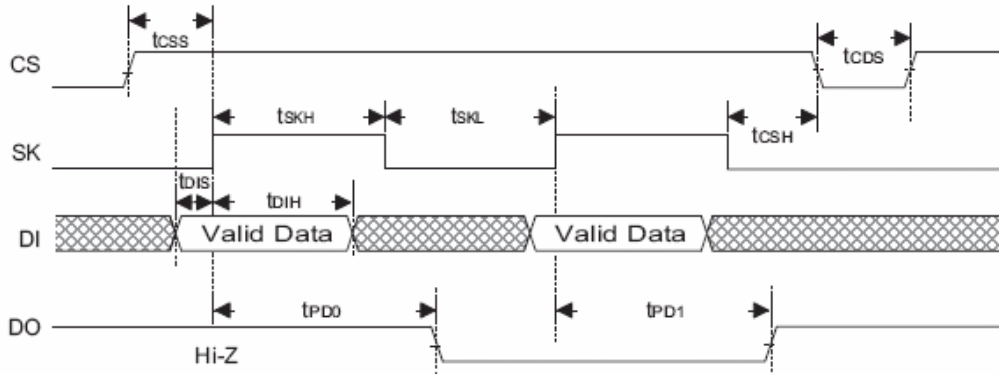 tCSS
CS
tCDS
tSKH
tSKL
tCSH
SK
tDIS
tDIH
DI
Valid Data
Valid Data
tPD0
tPD1
DO
Hi-Z